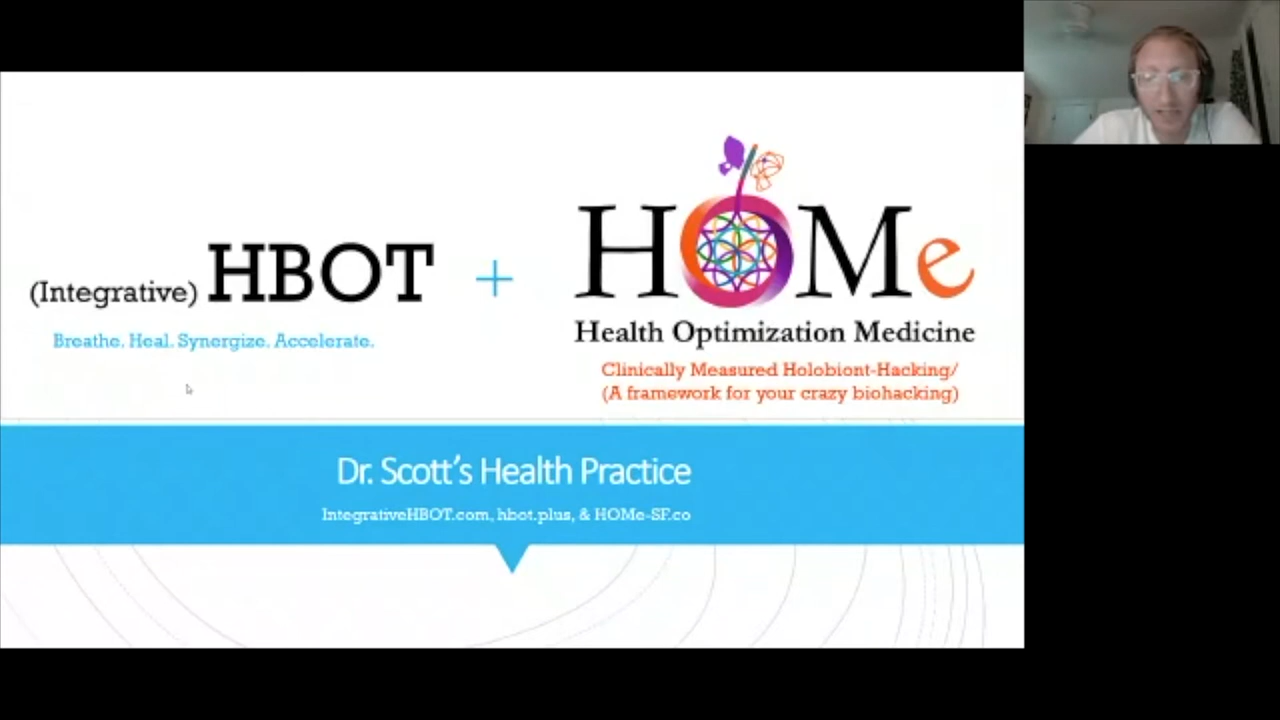 (Integrative) HBOT + HOMe
Breathe. Heal. Synergize. Accelerate.
Health Optimization Medicine
Clinically Measured Holobiont-Hacking/
(A framework for your crazy biohacking)
Dr. Scott's Health Practice
IntegrativeHBOT.com, hbot.plus, & HOMe-SF.co